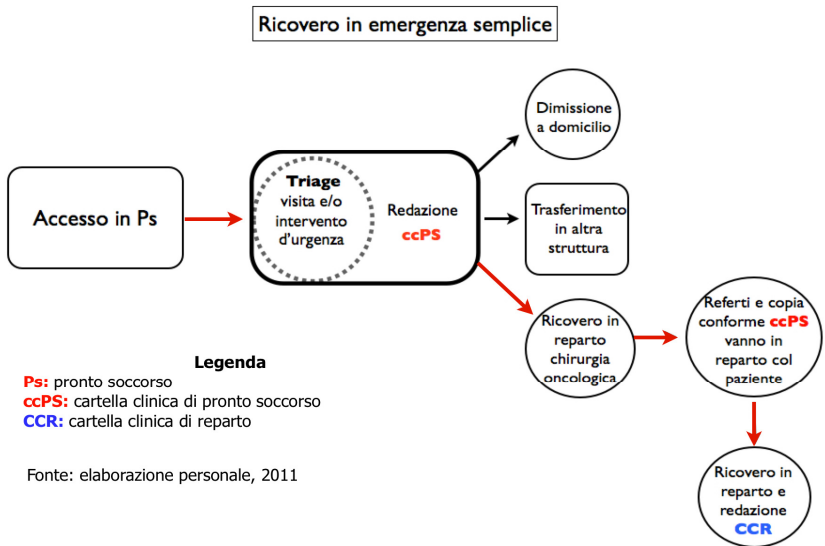 Ricovero in emergenza semplice
Accesso in Ps
Triage
visita e/o
intervento
d'urgenza
Redazione
ccPS
Dimissione
a domicilio
Trasferimento
in altra
struttura
Ricovero in
reparto
chirurgia
oncologica
Referti e copia
conforme ccPS
vanno in
reparto col
paziente
Ricovero in
reparto e
redazione
CCR
Legenda
Ps: pronto soccorso
ccPS: cartella clinica di pronto soccorso
CCR: cartella clinica di reparto
Fonte: elaborazione personale, 2011